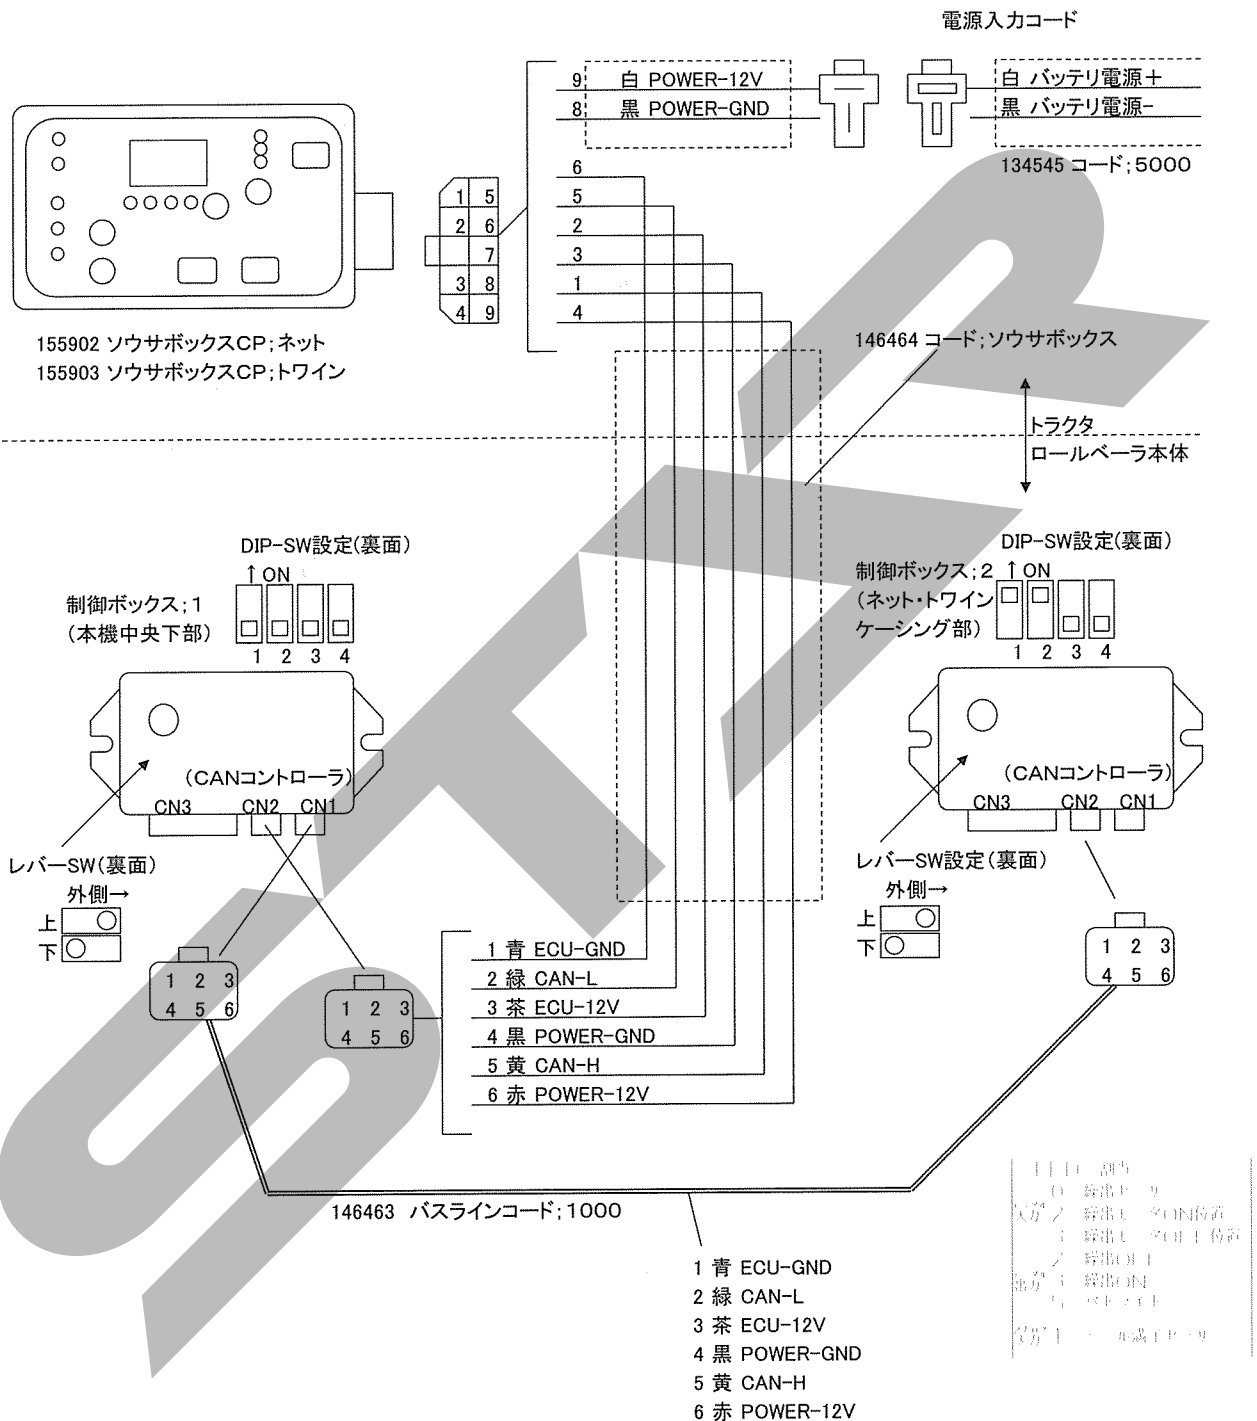 電源入力コード
9 白 POWER-12V
8 黒 POWER-GND
白 バッテリ電源+
黒 バッテリ電源-
134545 コード;5000
6
5
2
3
1
4
1 5
2 6
7
3 8
4 9
155902 ソウサボックスCP;ネット
155903 ソウサボックスCP;トワイン
146464 コード;ソウサボックス
トラクタ
ロールベーラ本体
DIP-SW設定(裏面)
↑ ON
制御ボックス;1
(本機中央下部)
1 2 3 4
(CANコントローラ)
CN3 CN2 CN1
レバーSW(裏面)
外側→
上
下
1 2 3
4 5 6
1 2 3
4 5 6
DIP-SW設定(裏面)
制御ボックス;2 ↑ ON
(ネット・トワイン
ケーシング部)
1 2 3 4
(CANコントローラ)
CN3 CN2 CN1
レバーSW設定(裏面)
外側→
上
下
1 2 3
4 5 6
1 青 ECU-GND
2 緑 CAN-L
3 茶 ECU-12V
4 黒 POWER-GND
5 黄 CAN-H
6 赤 POWER-12V
146463 バスラインコード;1000
1 青 ECU-GND
2 緑 CAN-L
3 茶 ECU-12V
4 黒 POWER-GND
5 黄 CAN-H
6 赤 POWER-12V
STAR